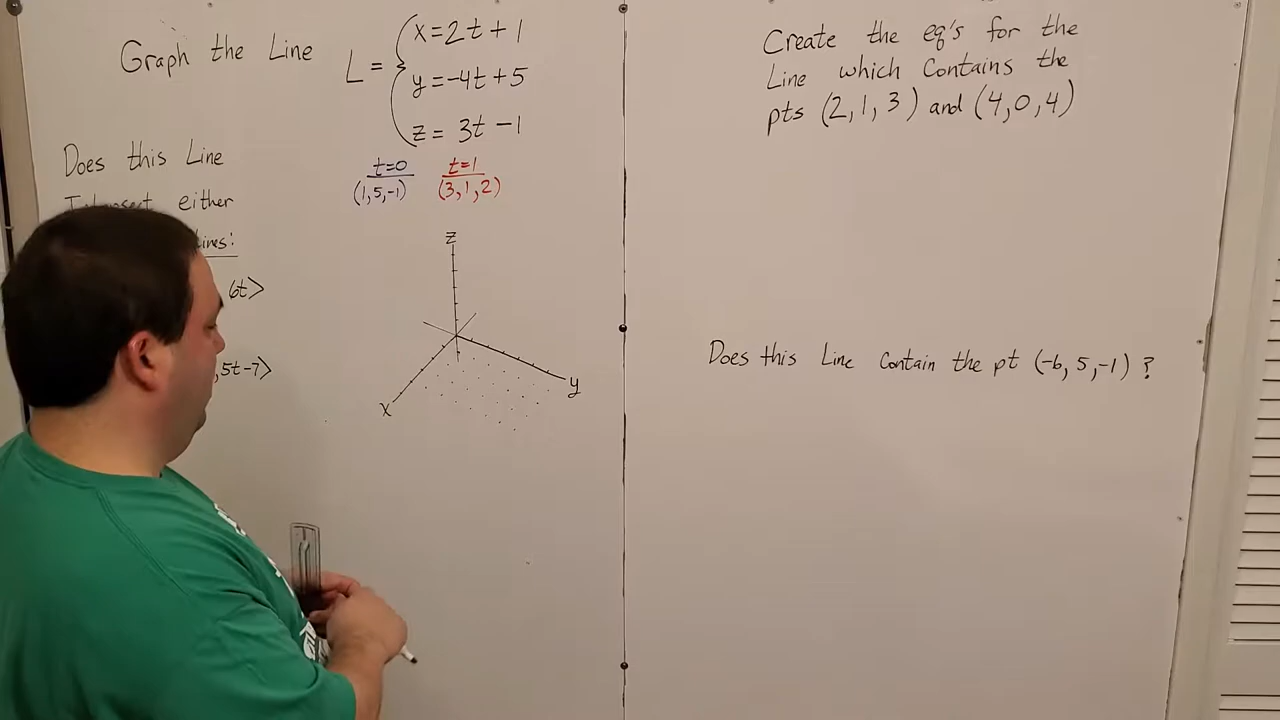 Graph the Line
L =
x=2t+1
y=-4t+5
z= 3t-1
t=0
(1,5,-1)
t=1
(3,1,2)
Does this Line
either
Lines:
6t>
,5t-7>
z
x
y
Create the eq's for the
Line which contains the
pts (2,1,3) and (4,0,4)
Does this Line contain the pt (-6,5,-1)?